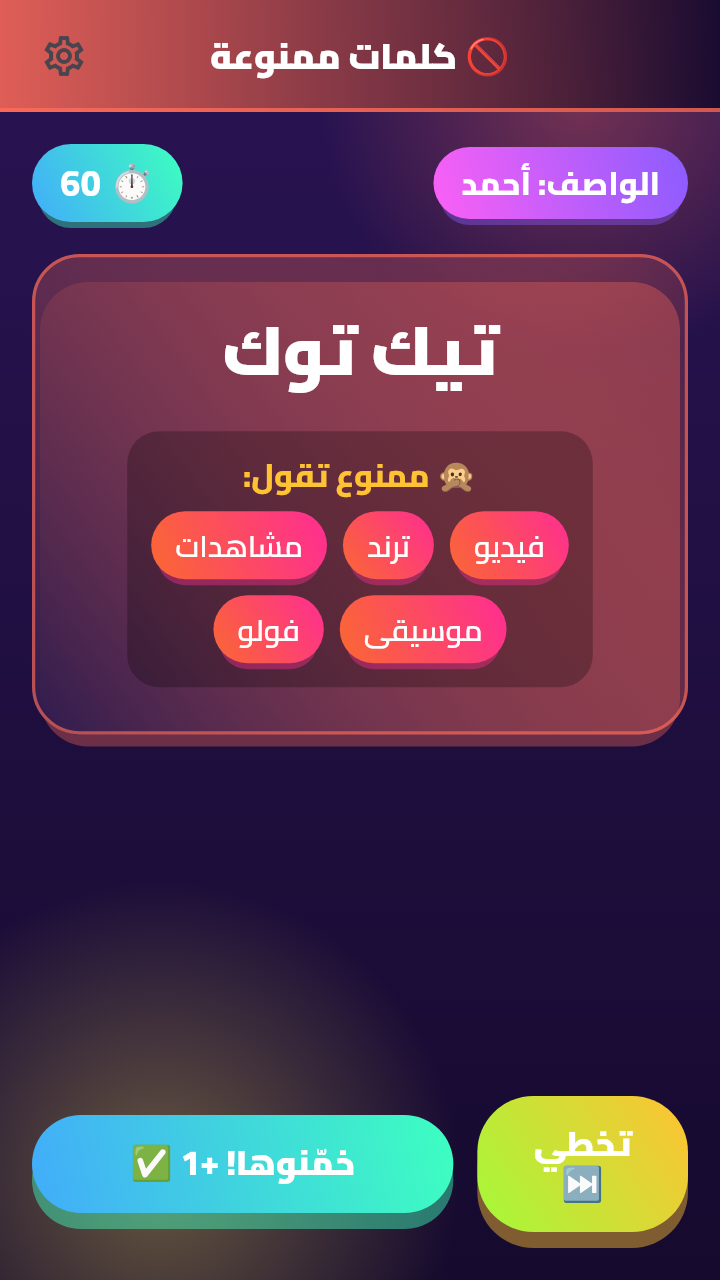 🚫 كلمات ممنوعة
الواصف: أحمد
⏱️ 60
تيك توك
🙊 ممنوع تقول:
فيديو ترند مشاهدات
موسيقى فولو
تخطي ⏭️
خمّنوها! +1 ✅